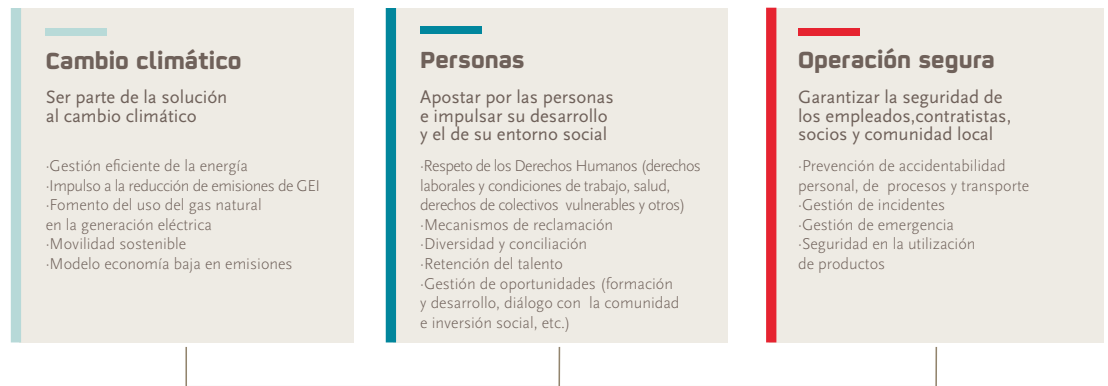 Cambio climático
Ser parte de la solución
al cambio climático
·Gestión eficiente de la energía
·Impulso a la reducción de emisiones de GEI
·Fomento del uso del gas natural
en la generación eléctrica
·Movilidad sostenible
·Modelo economía baja en emisiones
Personas
Apostar por las personas
e impulsar su desarrollo
y el de su entorno social
·Respeto de los Derechos Humanos (derechos
laborales y condiciones de trabajo, salud,
derechos de colectivos vulnerables y otros)
·Mecanismos de reclamación
·Diversidad y conciliación
·Retención del talento
·Gestión de oportunidades (formación
y desarrollo, diálogo con la comunidad
e inversión social, etc.)
Operación segura
Garantizar la seguridad de
los empleados,contratistas,
socios y comunidad local
·Prevención de accidentabilidad
personal, de procesos y transporte
·Gestión de incidentes
·Gestión de emergencia
·Seguridad en la utilización
de productos